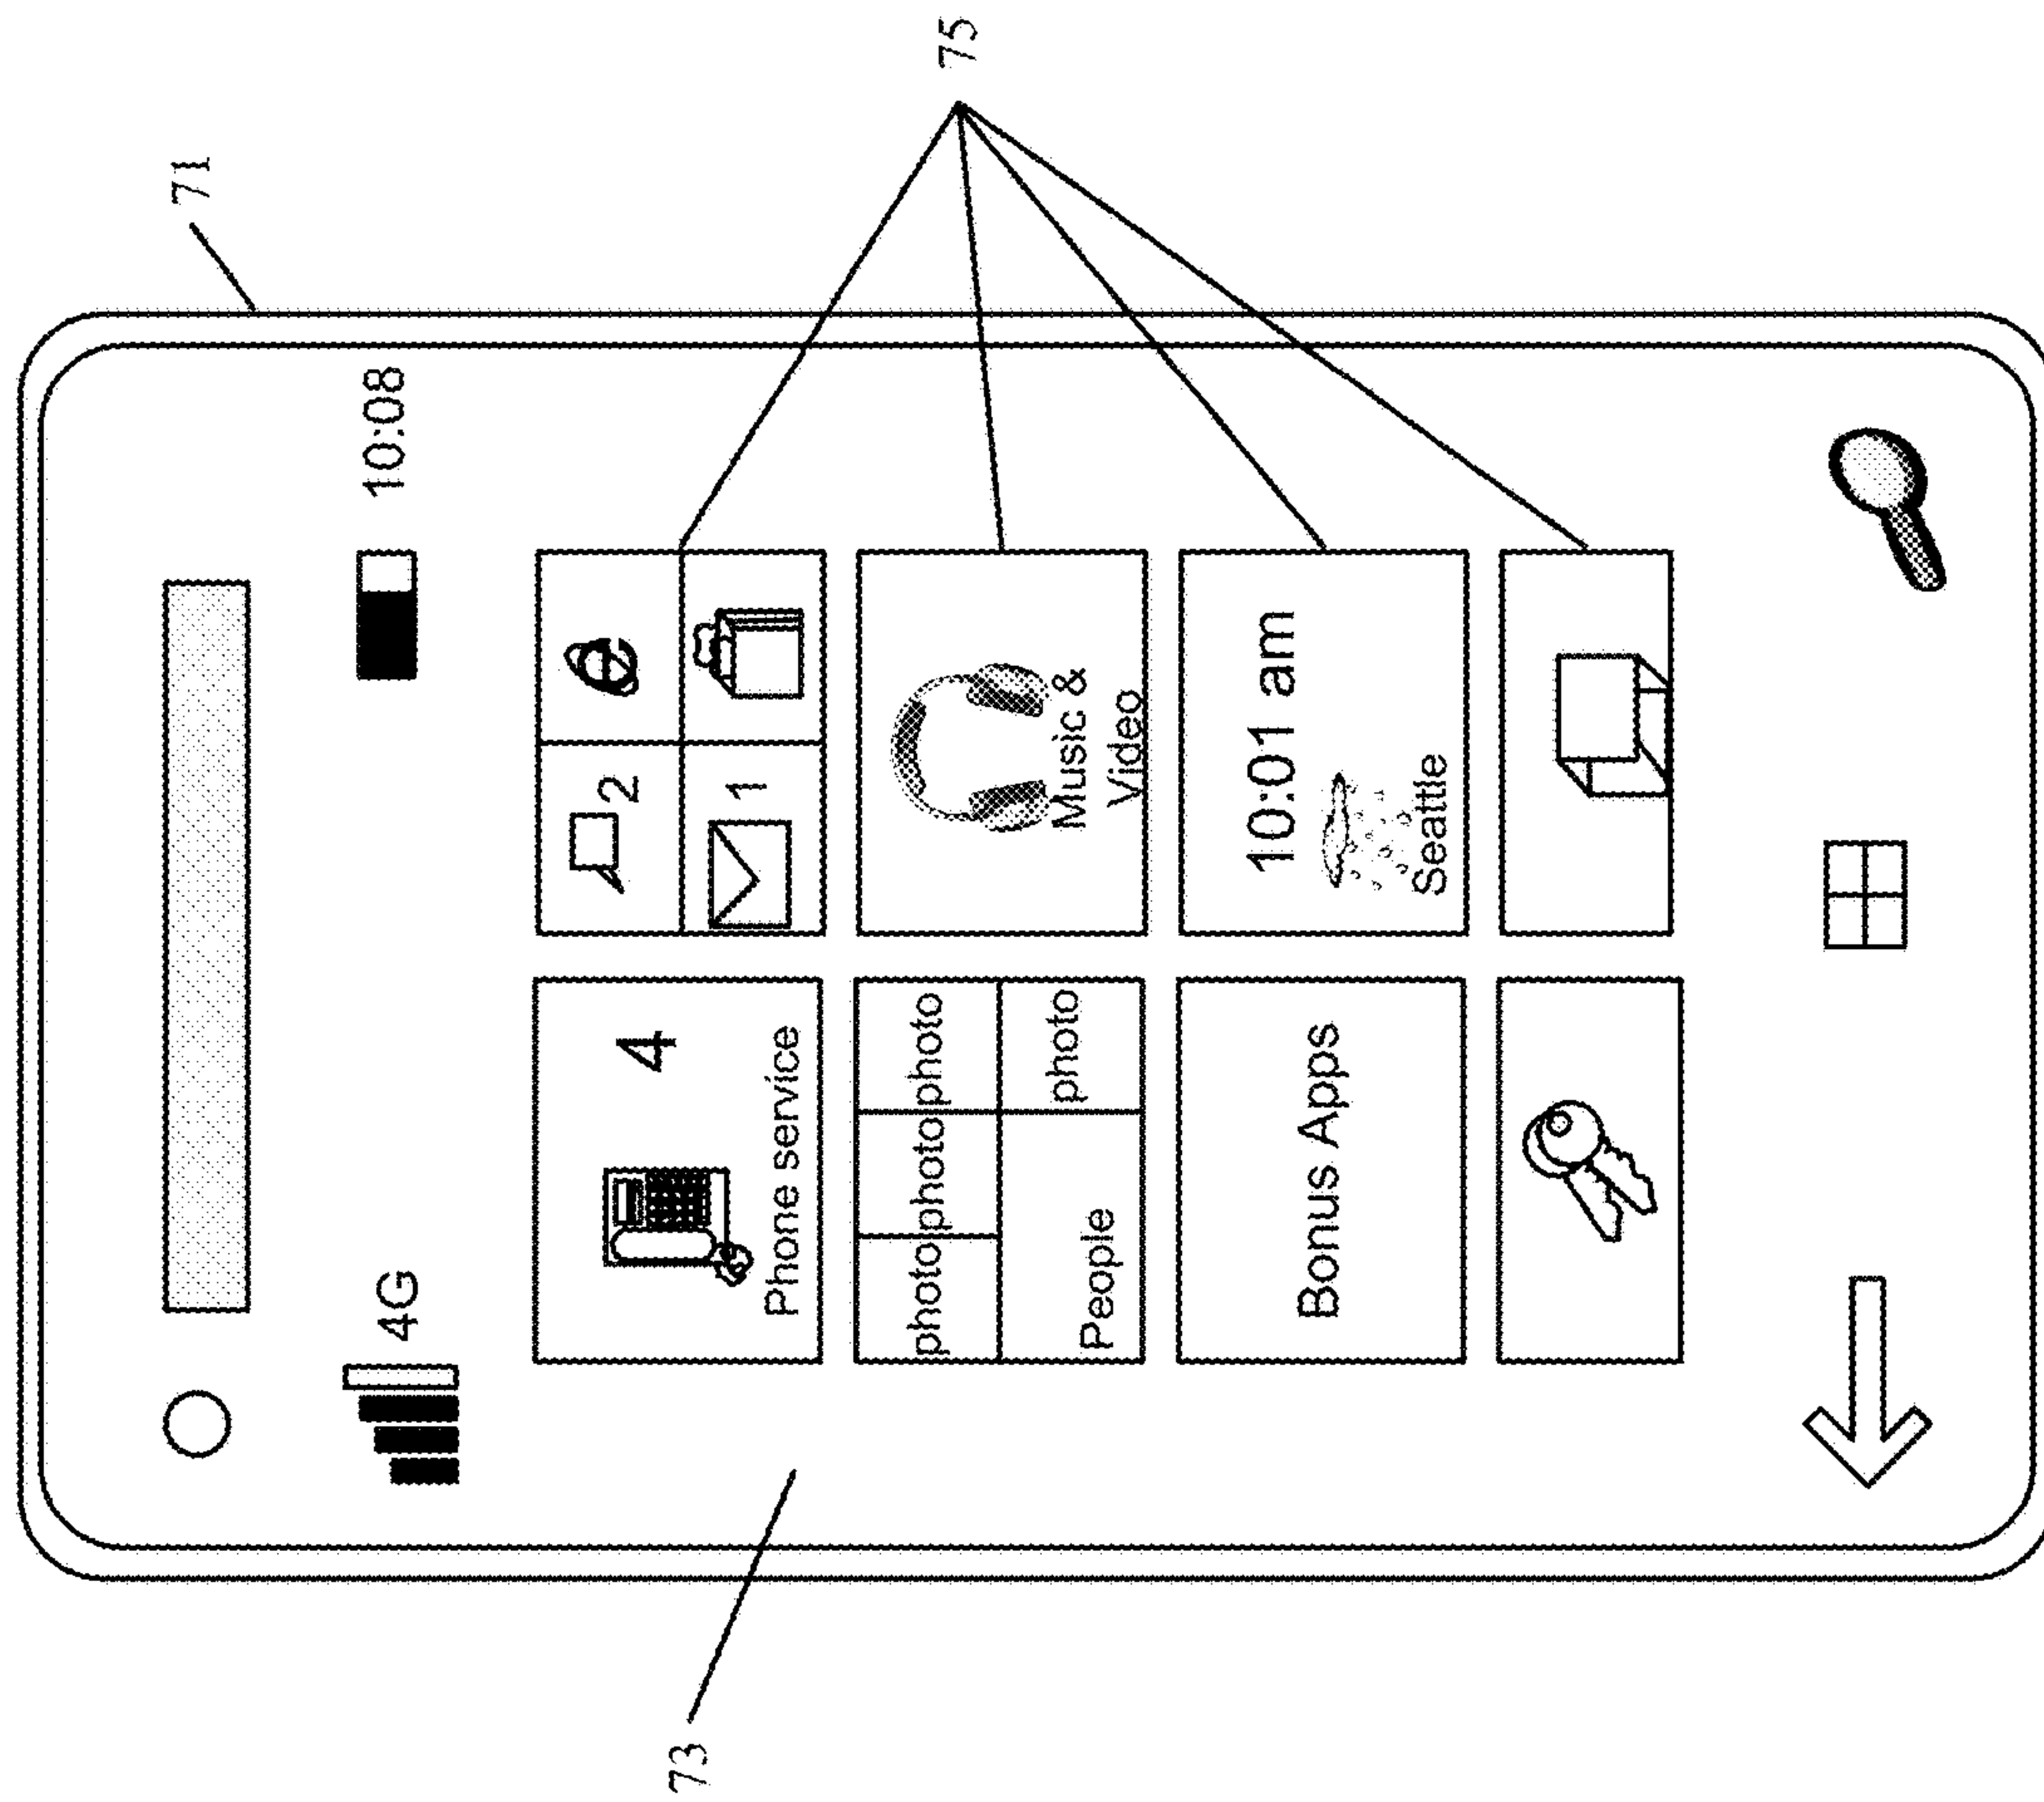 71
4G
10:08
4
Phone service
2
1
photo
photo
photo
People
photo
Music &
Video
75
73
Bonus Apps
10:01 am
Seattle